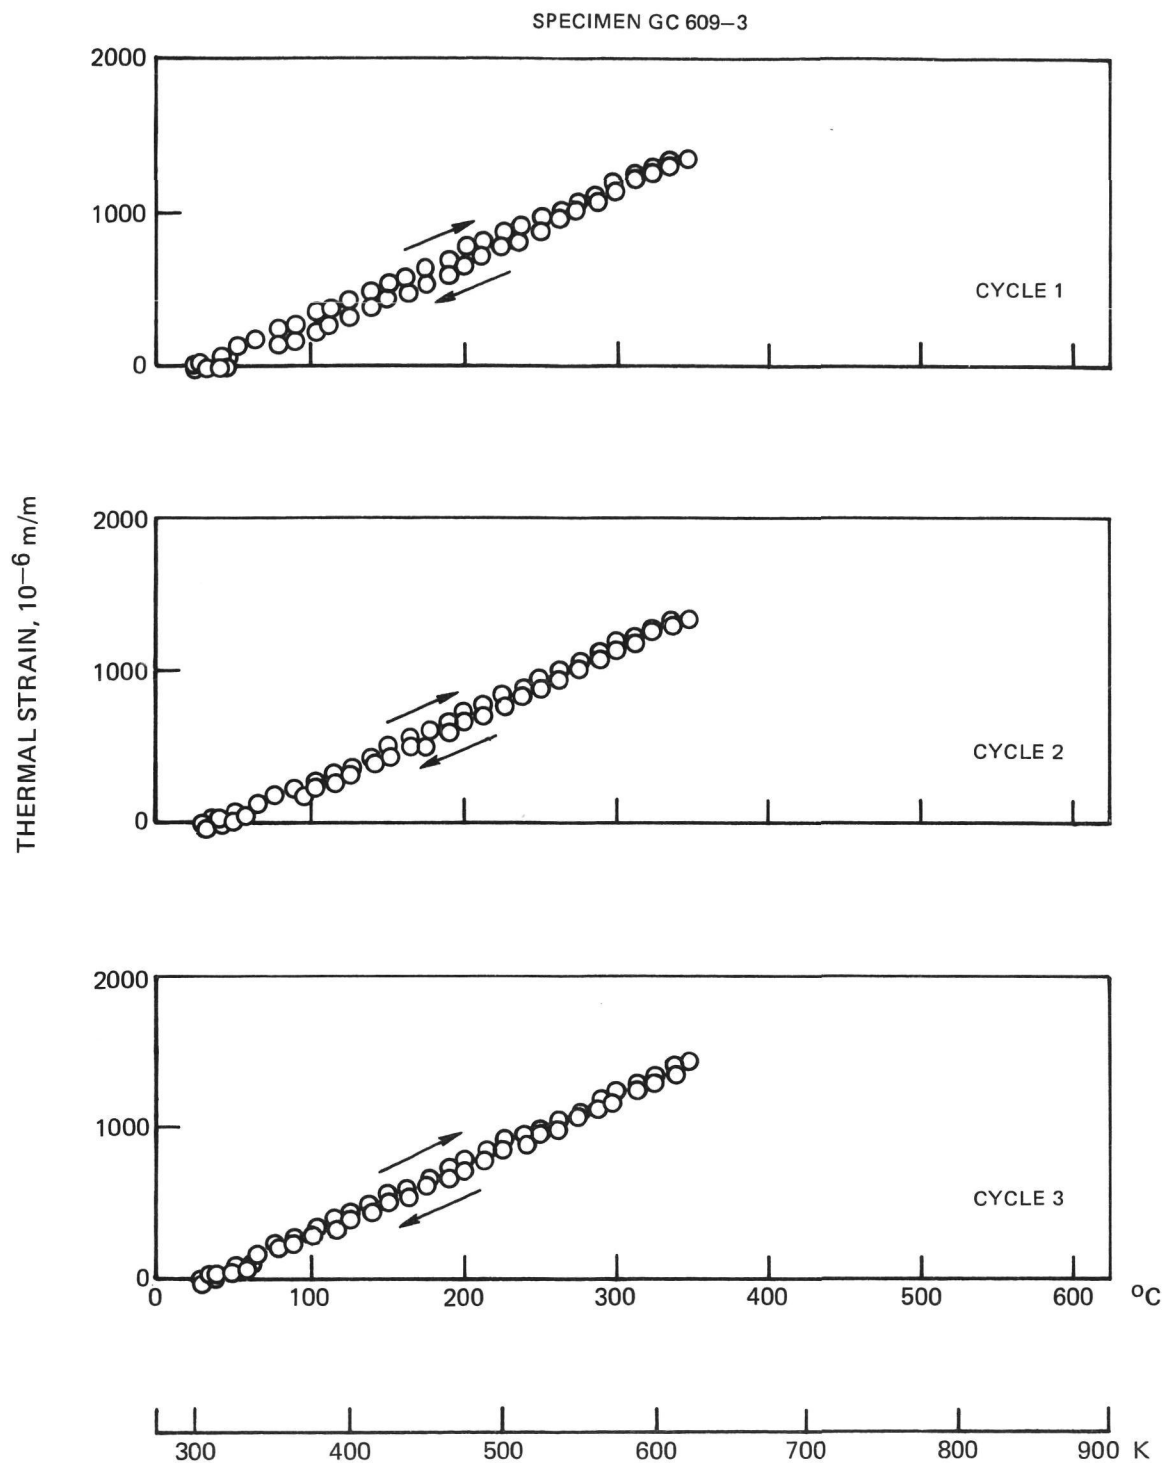 SPECIMEN GC 609–3
2000
1000
0
CYCLE 1
THERMAL STRAIN, 10–6 m/m
2000
1000
0
CYCLE 2
2000
1000
0
CYCLE 3
0 100 200 300 400 500 600 °C
300 400 500 600 700 800 900 K